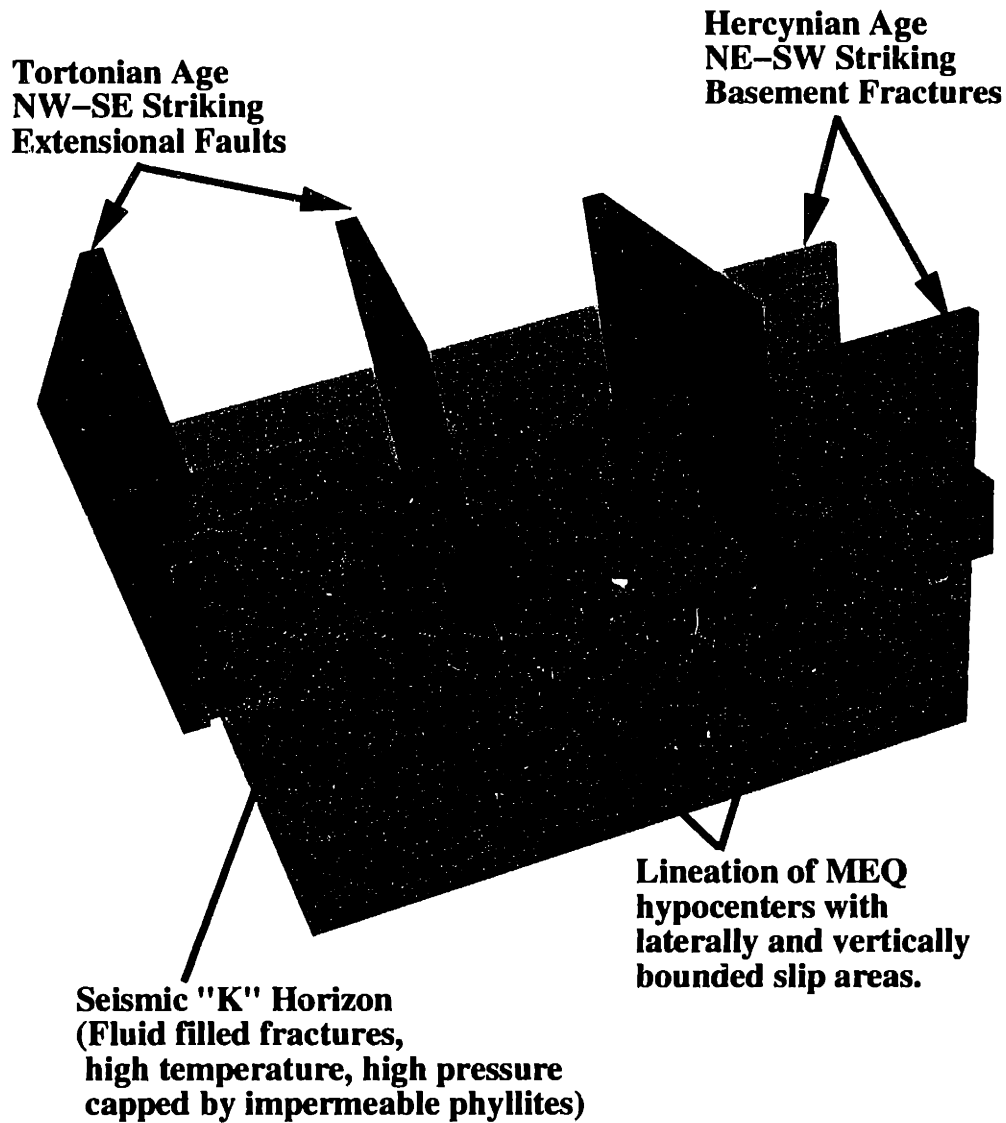 Hercynian Age
NE–SW Striking
Basement Fractures
Tortonian Age
NW–SE Striking
Extensional Faults
Lineation of MEQ
hypocenters with
laterally and vertically
bounded slip areas.
Seismic "K" Horizon
(Fluid filled fractures,
high temperature, high pressure
capped by impermeable phyllites)